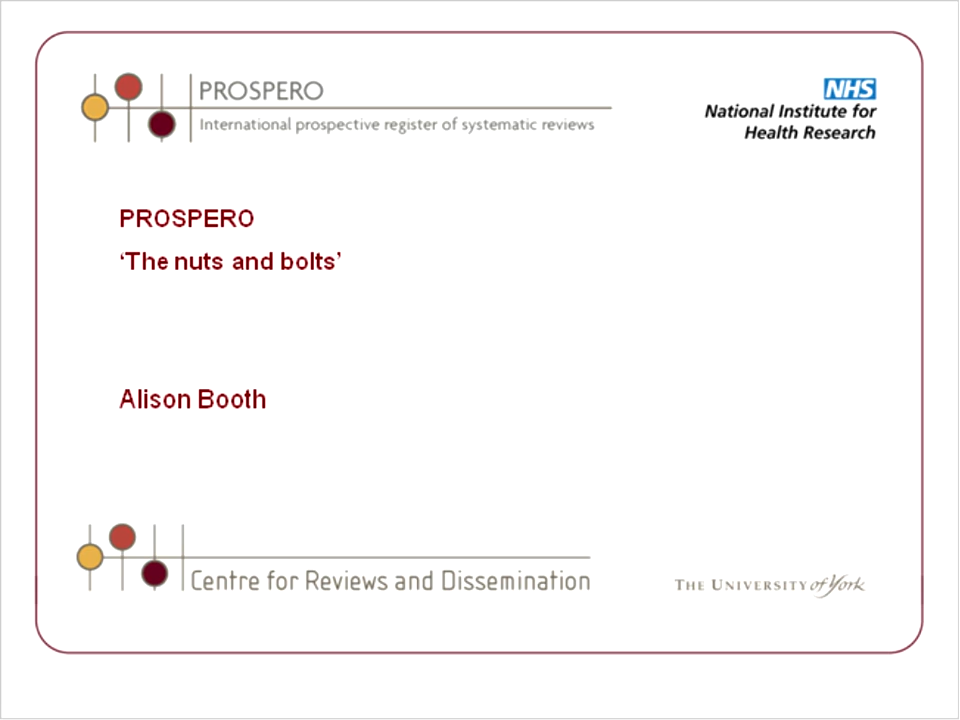 PROSPERO
International prospective register of systematic reviews
NHS
National Institute for
Health Research
PROSPERO
‘The nuts and bolts’
Alison Booth
Centre for Reviews and Dissemination
THE UNIVERSITY of York